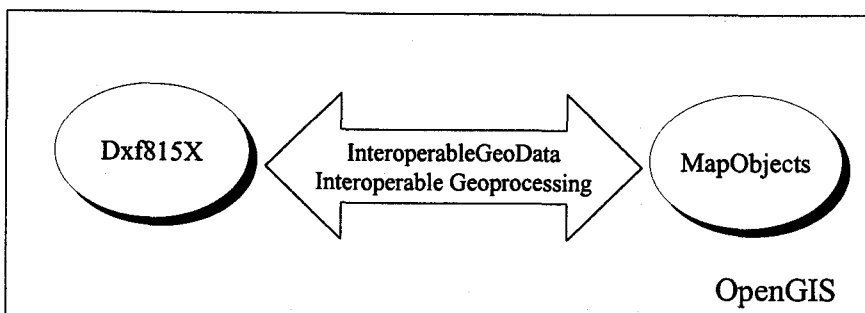 Dxf815X
InteroperableGeoData
Interoperable Geoprocessing
MapObjects
OpenGIS